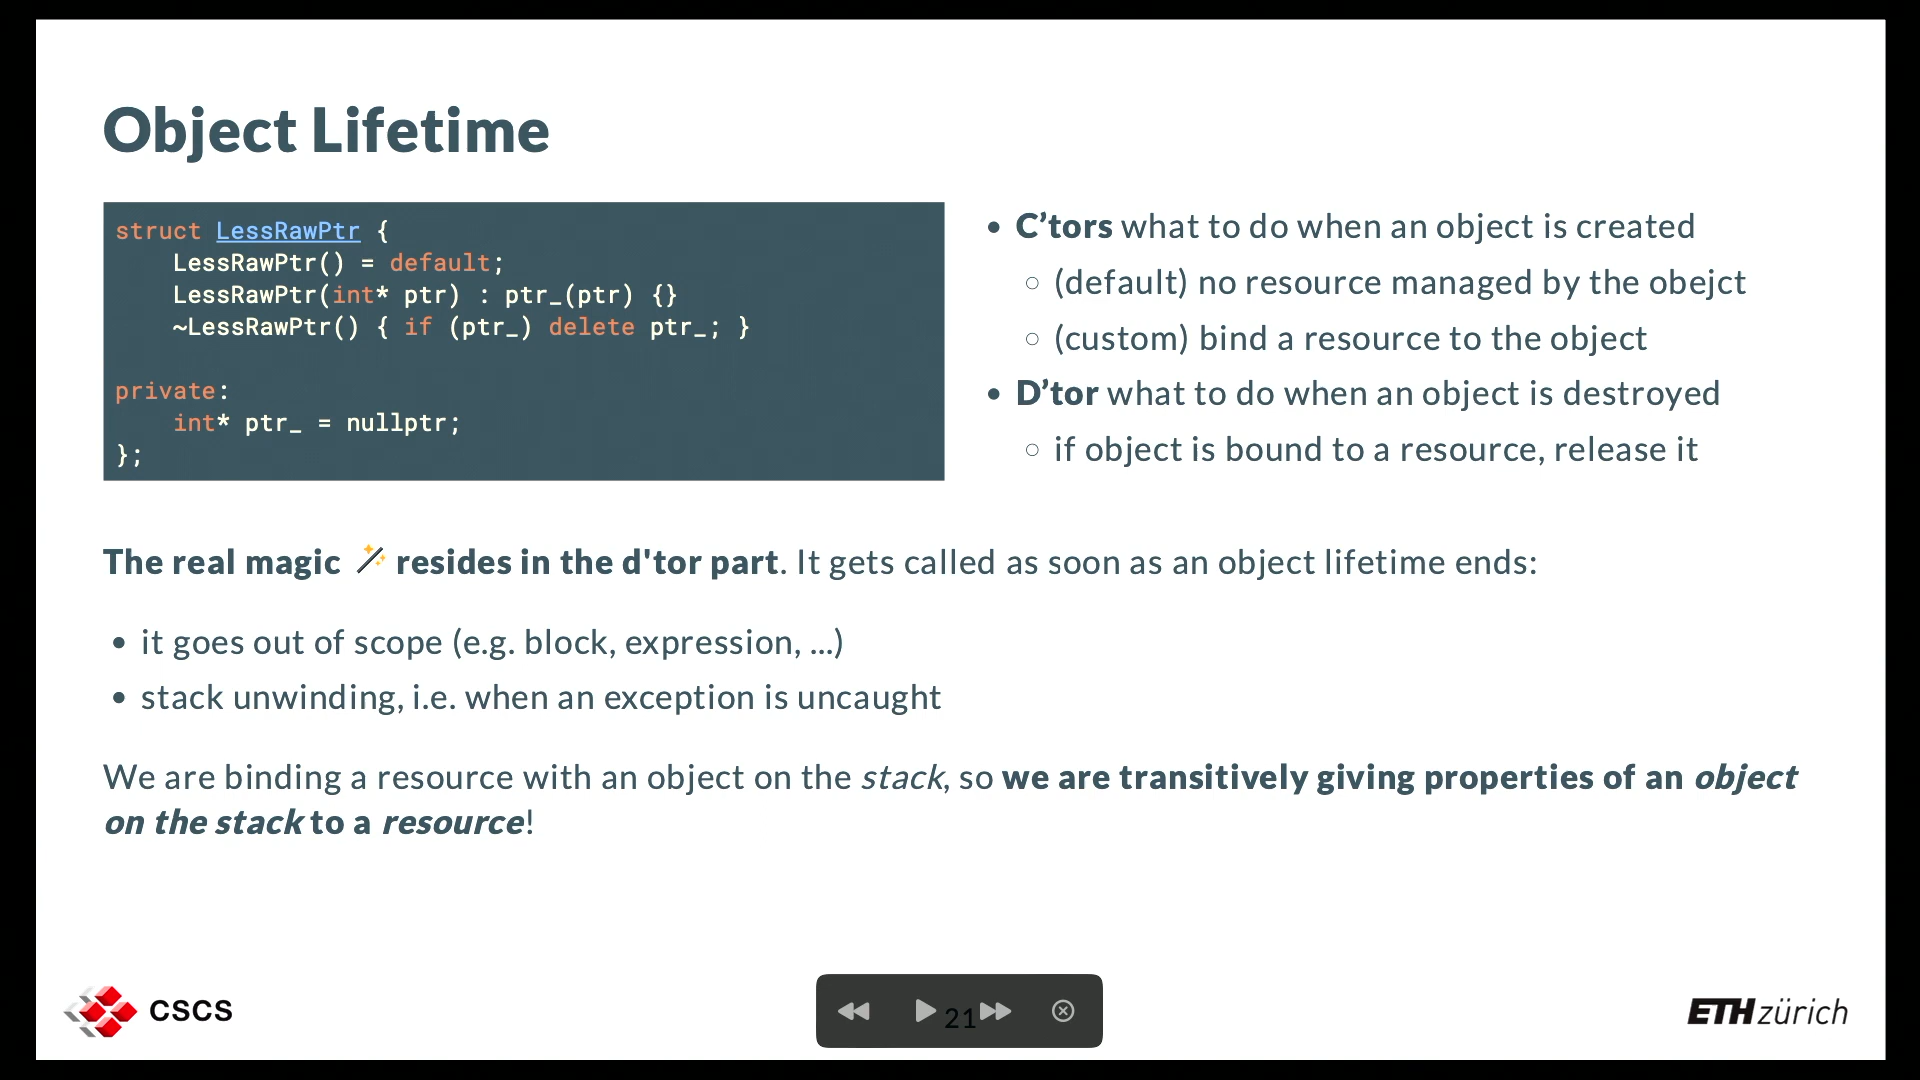 Object Lifetime
struct LessRawPtr {
    LessRawPtr() = default;
    LessRawPtr(int* ptr) : ptr_(ptr) {}
    ~LessRawPtr() { if (ptr_) delete ptr_; }
private:
    int* ptr_ = nullptr;
};
• C’tors what to do when an object is created
○ (default) no resource managed by the obejct
○ (custom) bind a resource to the object
• D’tor what to do when an object is destroyed
○ if object is bound to a resource, release it
The real magic 🪄 resides in the d'tor part. It gets called as soon as an object lifetime ends:
• it goes out of scope (e.g. block, expression, ...)
• stack unwinding, i.e. when an exception is uncaught
We are binding a resource with an object on the stack, so we are transitively giving properties of an object
on the stack to a resource!
CSCS
21
ETH zürich